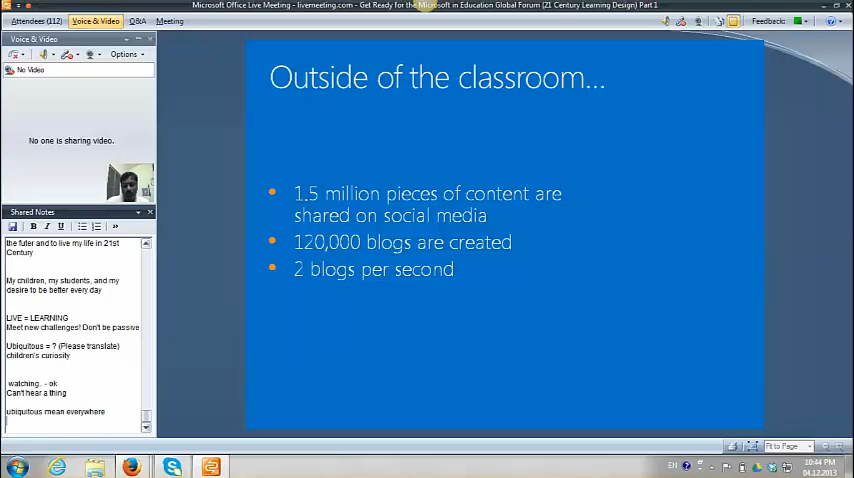 Microsoft Office Live Meeting - livemeeting.com - Get Ready for the Microsoft in Education Global Forum (21 Century Learning Design) Part 1
Attendees (112)
Voice & Video
Q&A
Meeting
Feedback:
Voice & Video
Options
No Video
No one is sharing video.
Shared Notes
B I U
the futer and to live my life in 21st
Century
My children, my students, and my
desire to be better every day
LIVE = LEARNING
Meet new challenges! Don't be passive
Ubiquitous = ? (Please translate)
children's curiosity
watching.. - ok
Can't hear a thing
ubiquitous mean everywhere
Outside of the classroom...
• 1.5 million pieces of content are
shared on social media
• 120,000 blogs are created
• 2 blogs per second
Fit to Page
EN
10:44 PM
04.12.2013